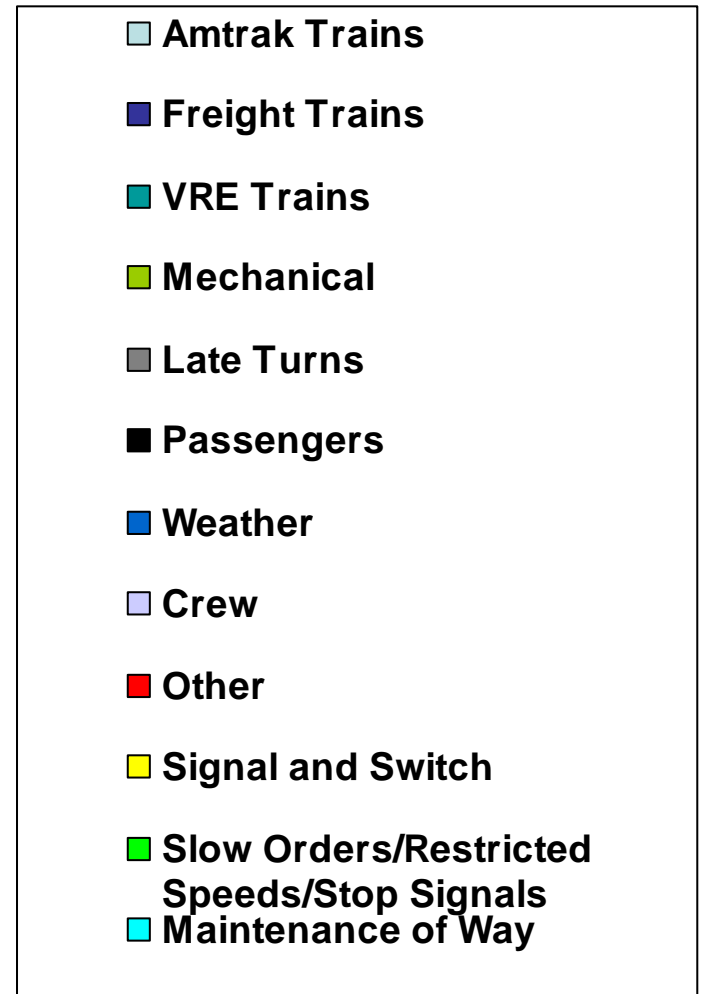 Amtrak Trains
Freight Trains
VRE Trains
Mechanical
Late Turns
Passengers
Weather
Crew
Other
Signal and Switch
Slow Orders/Restricted
Speeds/Stop Signals
Maintenance of Way